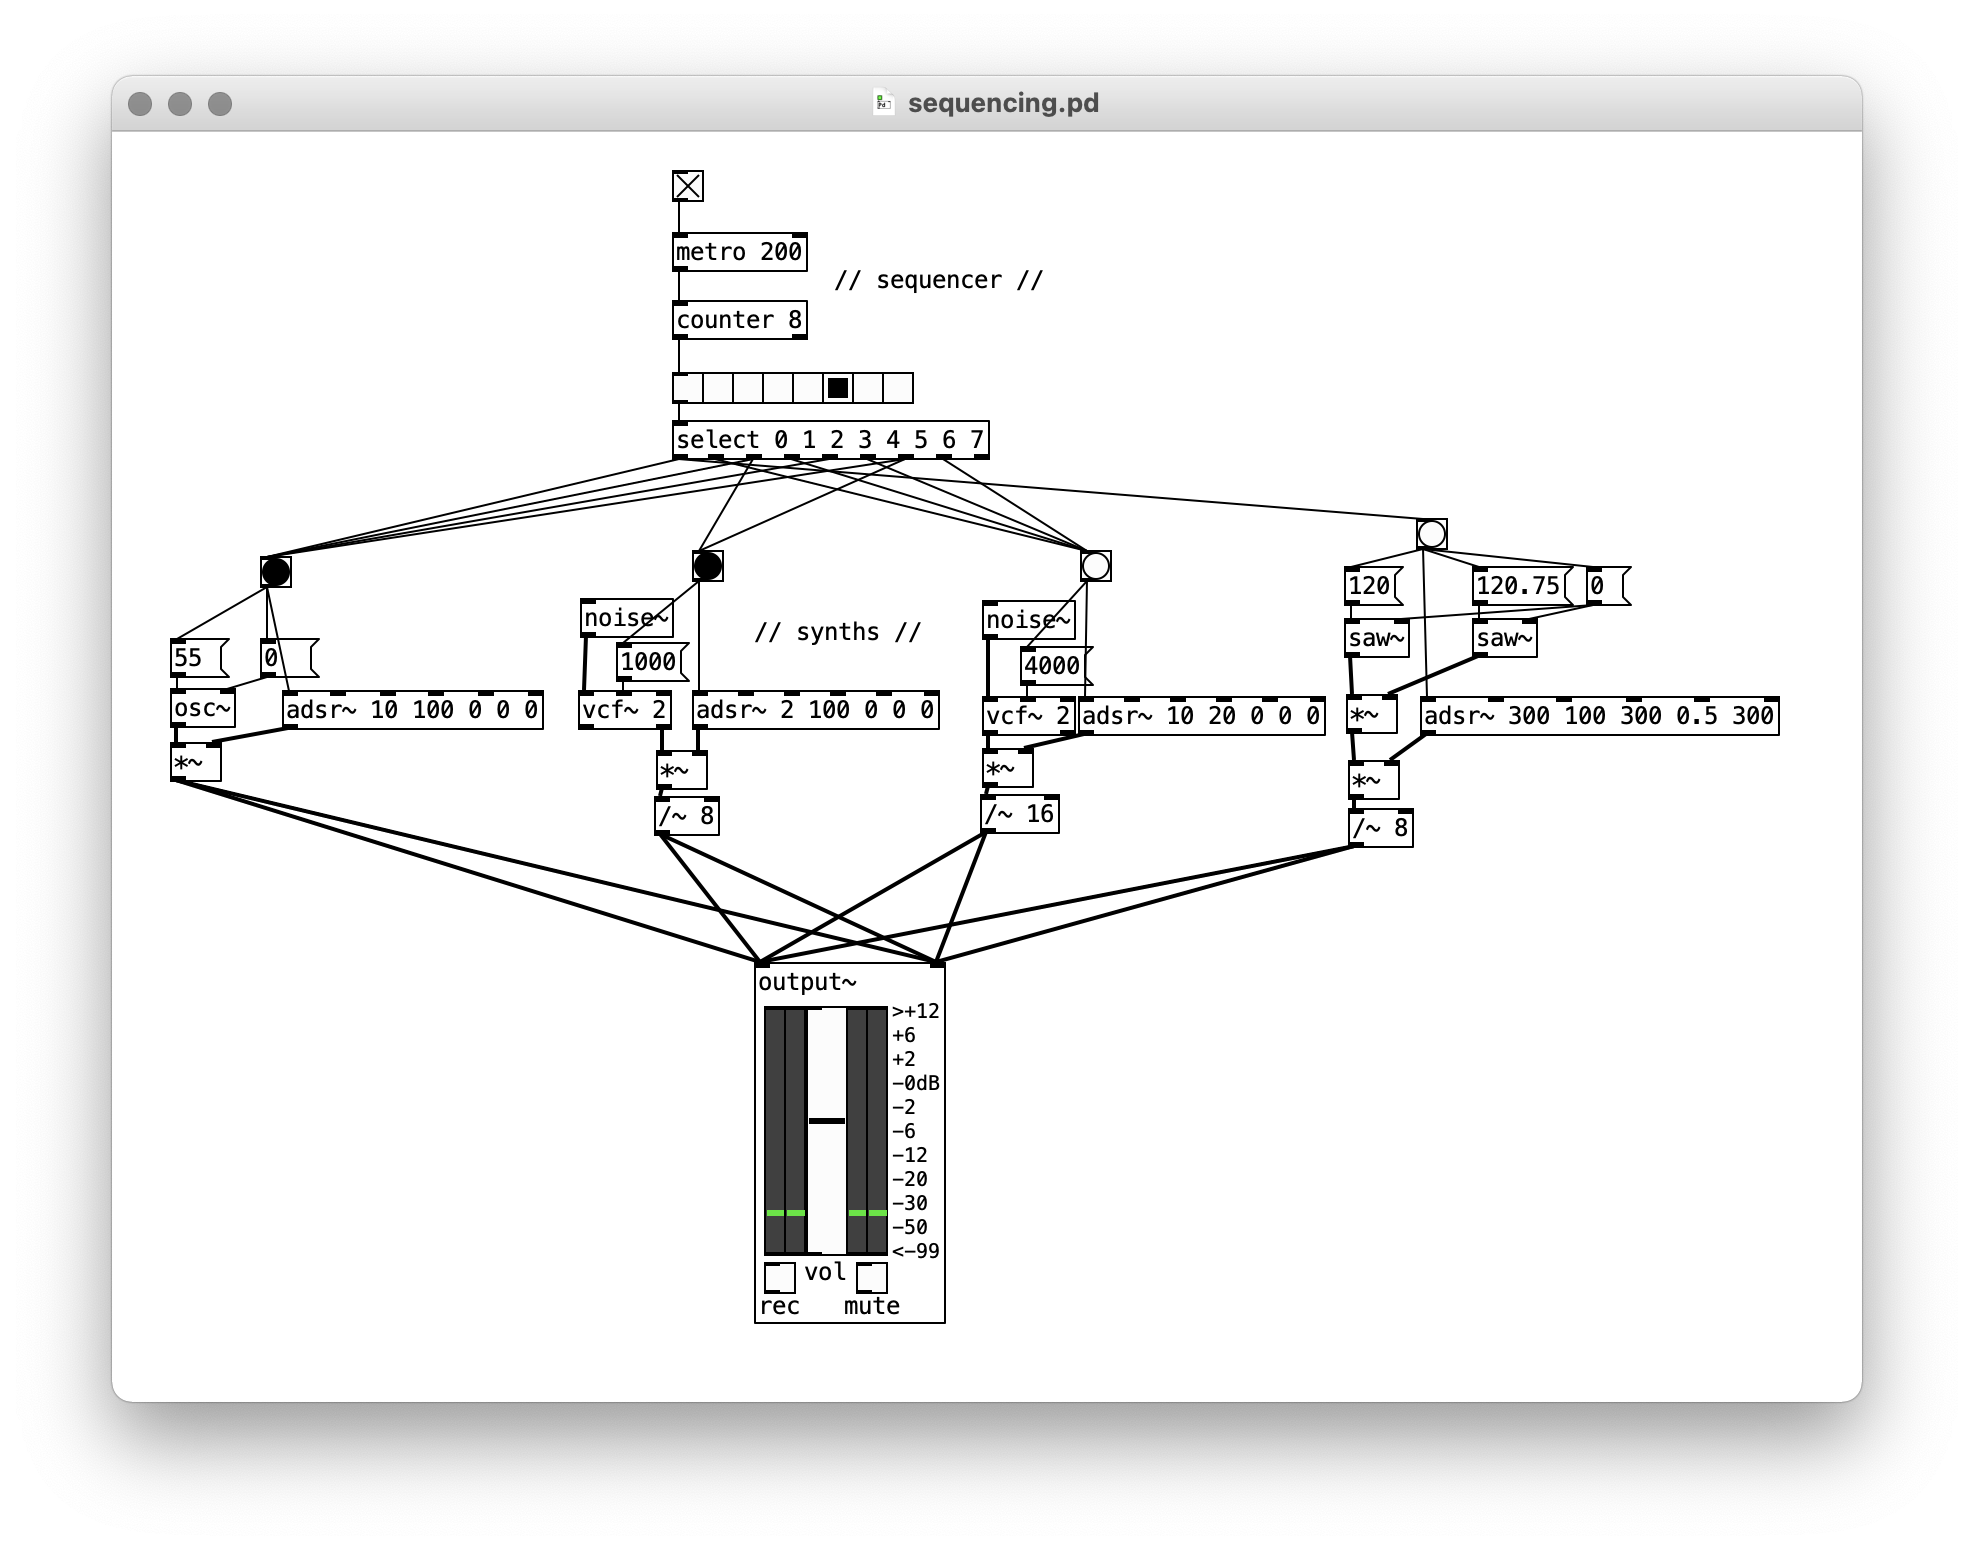 sequencing.pd
metro 200
// sequencer //
counter 8
select 0 1 2 3 4 5 6 7
120
120.75
0
noise~
noise~
// synths //
saw~
saw~
55
0
1000
4000
osc~
adsr~ 10 100 0 0 0
vcf~ 2
adsr~ 2 100 0 0 0
vcf~ 2
adsr~ 10 20 0 0 0
*~
adsr~ 300 100 300 0.5 300
*~
*~
*~
*~
/~ 8
/~ 16
/~ 8
output~
>+12
+6
+2
-0dB
-2
-6
-12
-20
-30
-50
<-99
vol
rec
mute